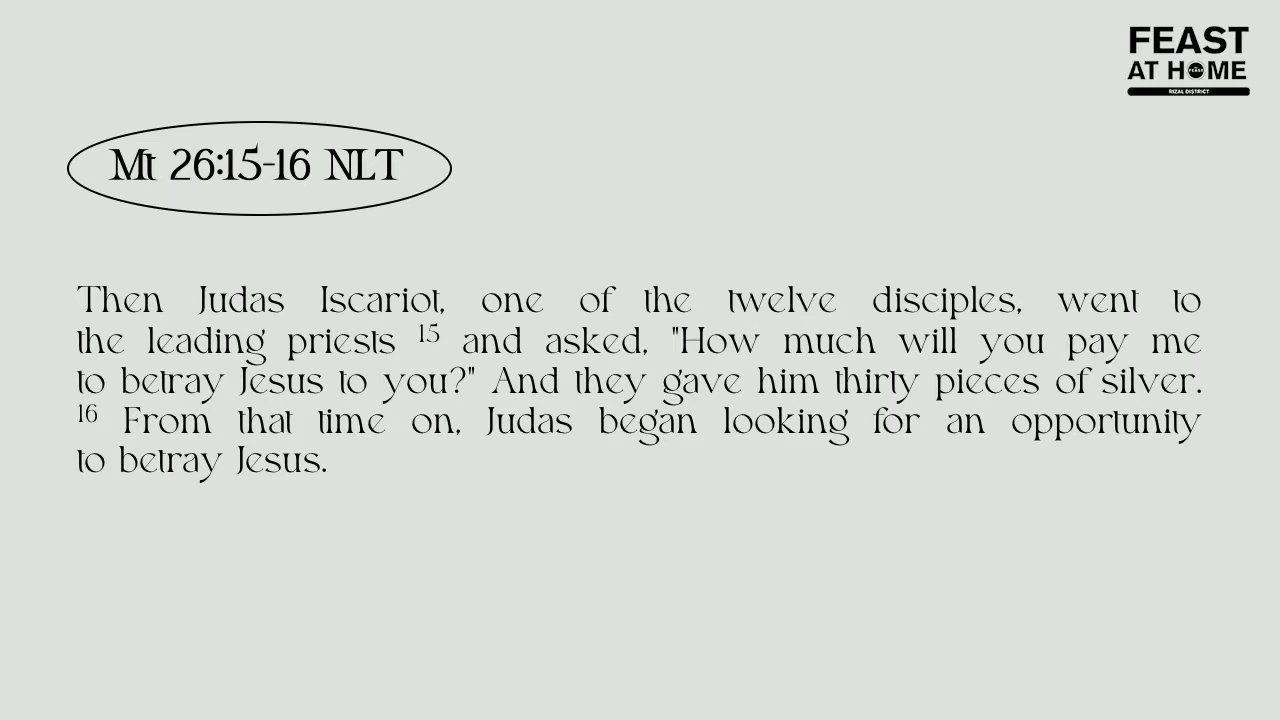 FEAST
AT HOME
RIZAL DISTRICT
Mt 26:15-16 NLT
Then Judas Iscariot, one of the twelve disciples, went to
the leading priests 15 and asked, "How much will you pay me
to betray Jesus to you?" And they gave him thirty pieces of silver.
16 From that time on, Judas began looking for an opportunity
to betray Jesus.